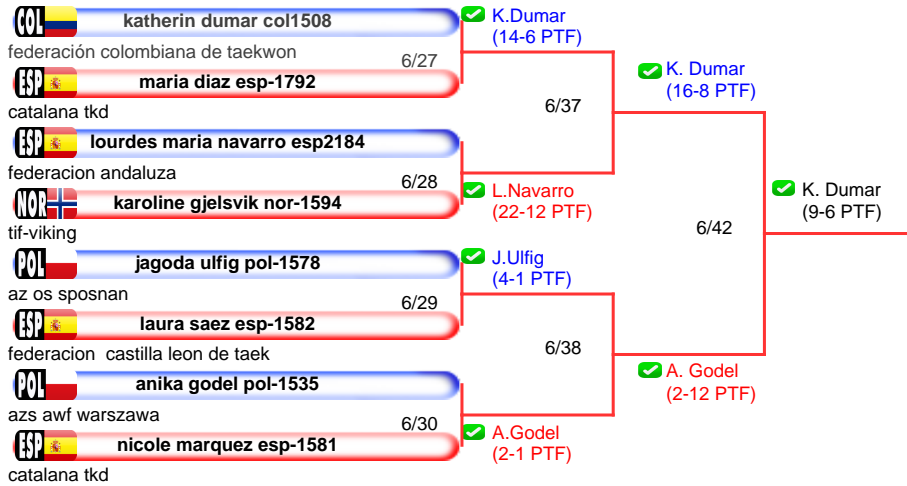 COL katherin dumar col1508
federación colombiana de taekwon
6/27
ESP maria diaz esp-1792
catalana tkd
ESP lourdes maria navarro esp2184
federacion andaluza
6/28
NOR karoline gjelsvik nor-1594
tif-viking
POL jagoda ulfig pol-1578
az os sposnan
6/29
ESP laura saez esp-1582
federacion castilla leon de taek
POL anika godel pol-1535
azs awf warszawa
6/30
ESP nicole marquez esp-1581
catalana tkd
K.Dumar
(14-6 PTF)
6/37
L.Navarro
(22-12 PTF)
J.Ulfig
(4-1 PTF)
6/38
A.Godel
(2-1 PTF)
K. Dumar
(16-8 PTF)
6/42
A. Godel
(2-12 PTF)
K. Dumar
(9-6 PTF)